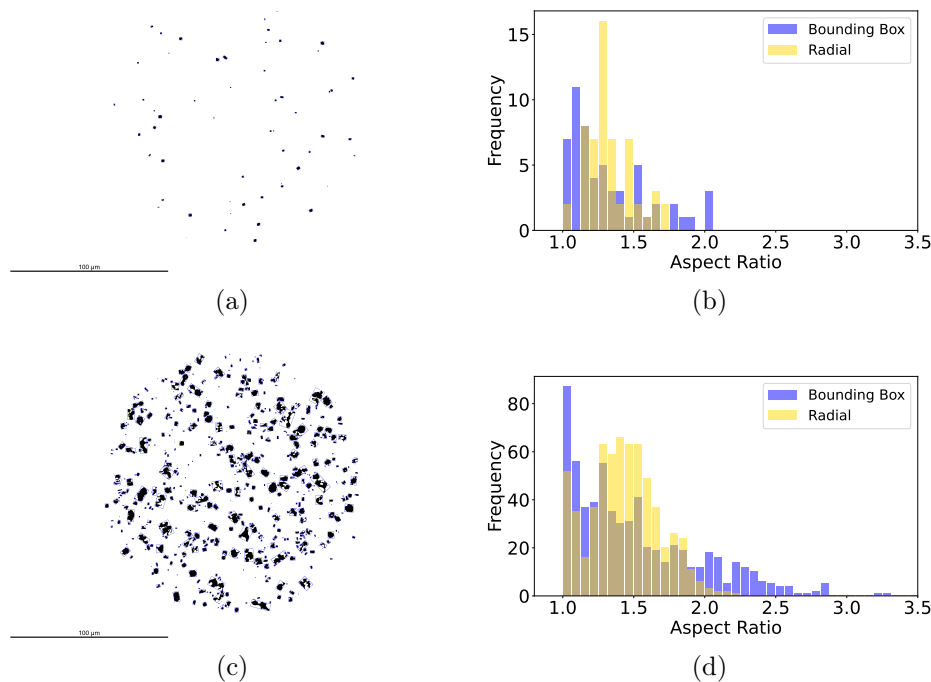 100 μm
(a)
Bounding Box
Radial
Frequency
15
10
5
0
1.0 1.5 2.0 2.5 3.0 3.5
Aspect Ratio
(b)
100 μm
(c)
Bounding Box
Radial
Frequency
80
60
40
20
0
1.0 1.5 2.0 2.5 3.0 3.5
Aspect Ratio
(d)